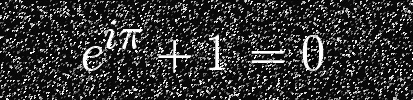 e^{iπ} + 1 = 0